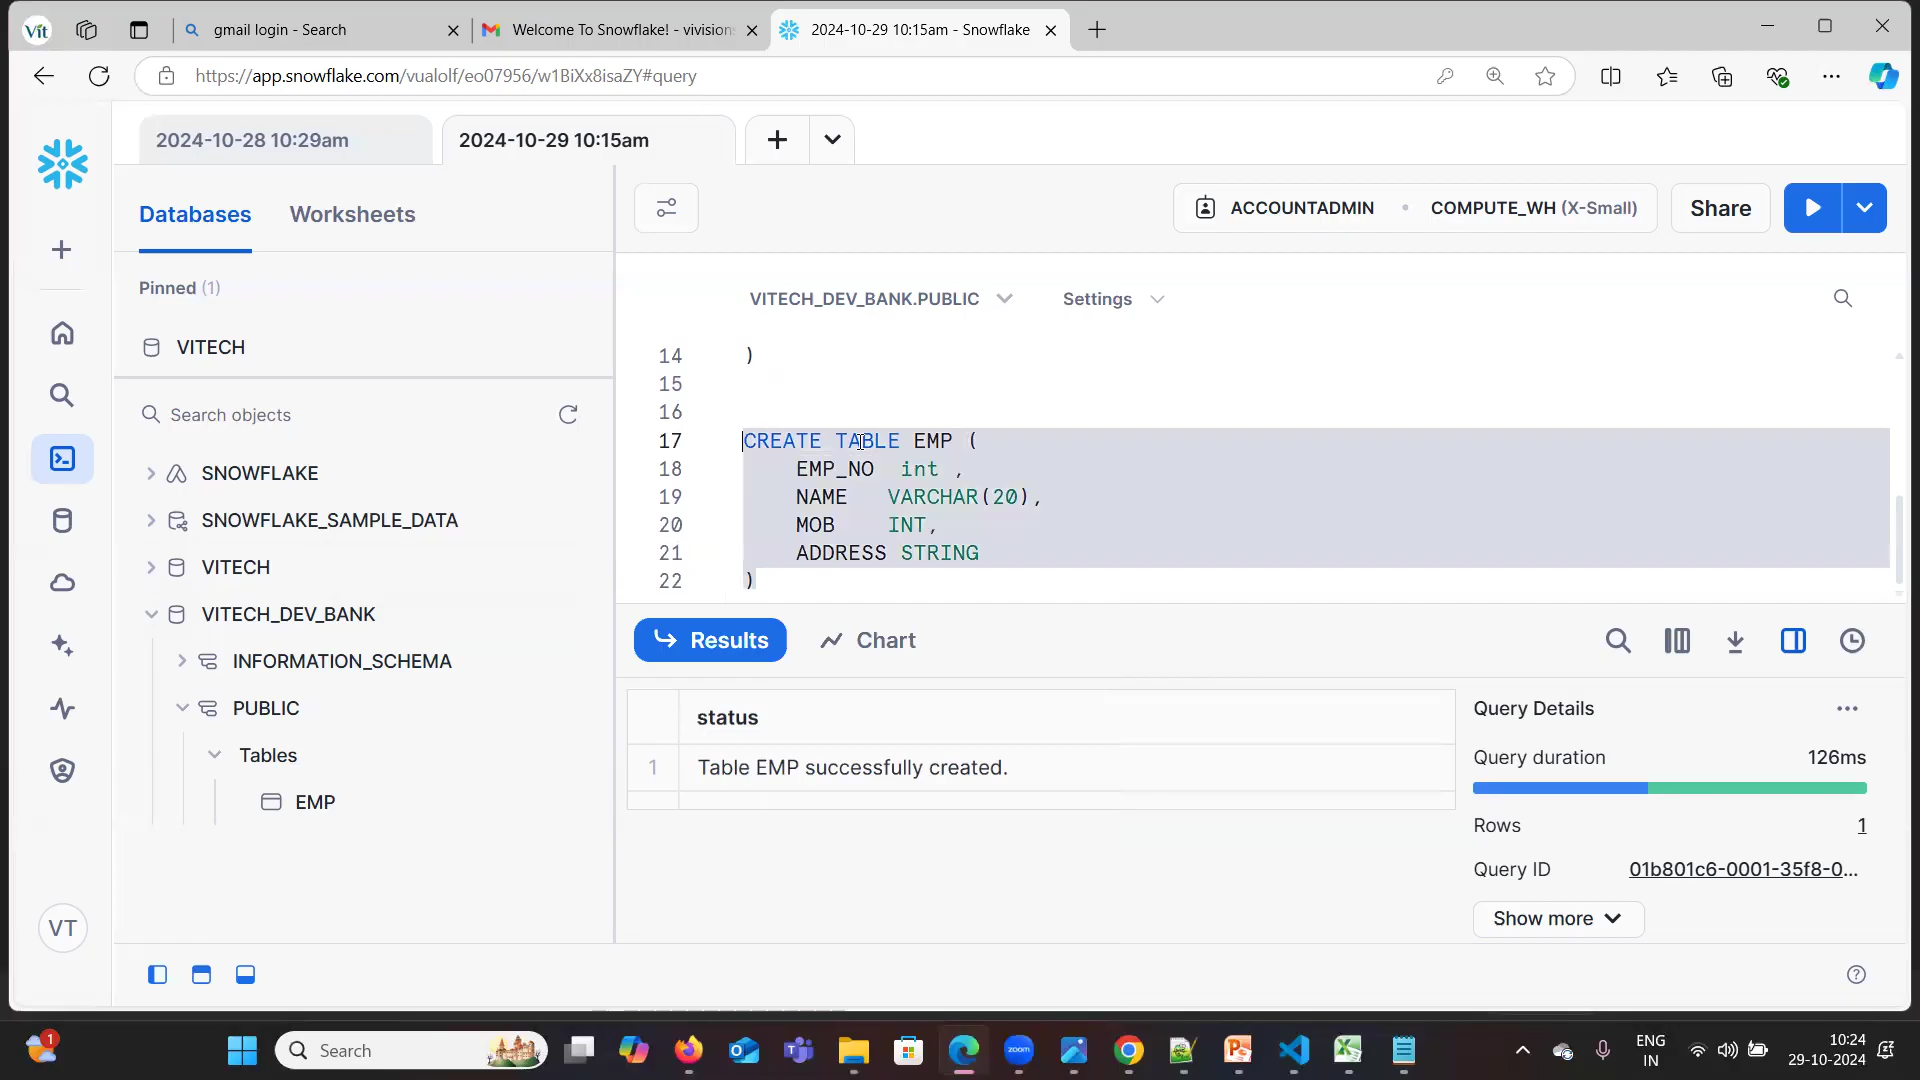 Vit
gmail login - Search
Welcome To Snowflake! - vivision
2024-10-29 10:15am - Snowflake
https://app.snowflake.com/vualolf/eo07956/w1BiXx8isaZY#query
2024-10-28 10:29am
2024-10-29 10:15am
Databases
Worksheets
ACCOUNTADMIN
COMPUTE_WH (X-Small)
Share
Pinned (1)
VITECH
VITECH_DEV_BANK.PUBLIC
Settings
Search objects
SNOWFLAKE
SNOWFLAKE_SAMPLE_DATA
VITECH
VITECH_DEV_BANK
INFORMATION_SCHEMA
PUBLIC
Tables
EMP
14 )
15
16
17 CREATE TABLE EMP (
18 EMP_NO int ,
19 NAME VARCHAR(20),
20 MOB INT,
21 ADDRESS STRING
22 )
Results
Chart
status
1 Table EMP successfully created.
Query Details
Query duration 126ms
Rows 1
Query ID 01b801c6-0001-35f8-0...
Show more
VT
1
Search
zoom
ENG
IN
10:24
29-10-2024